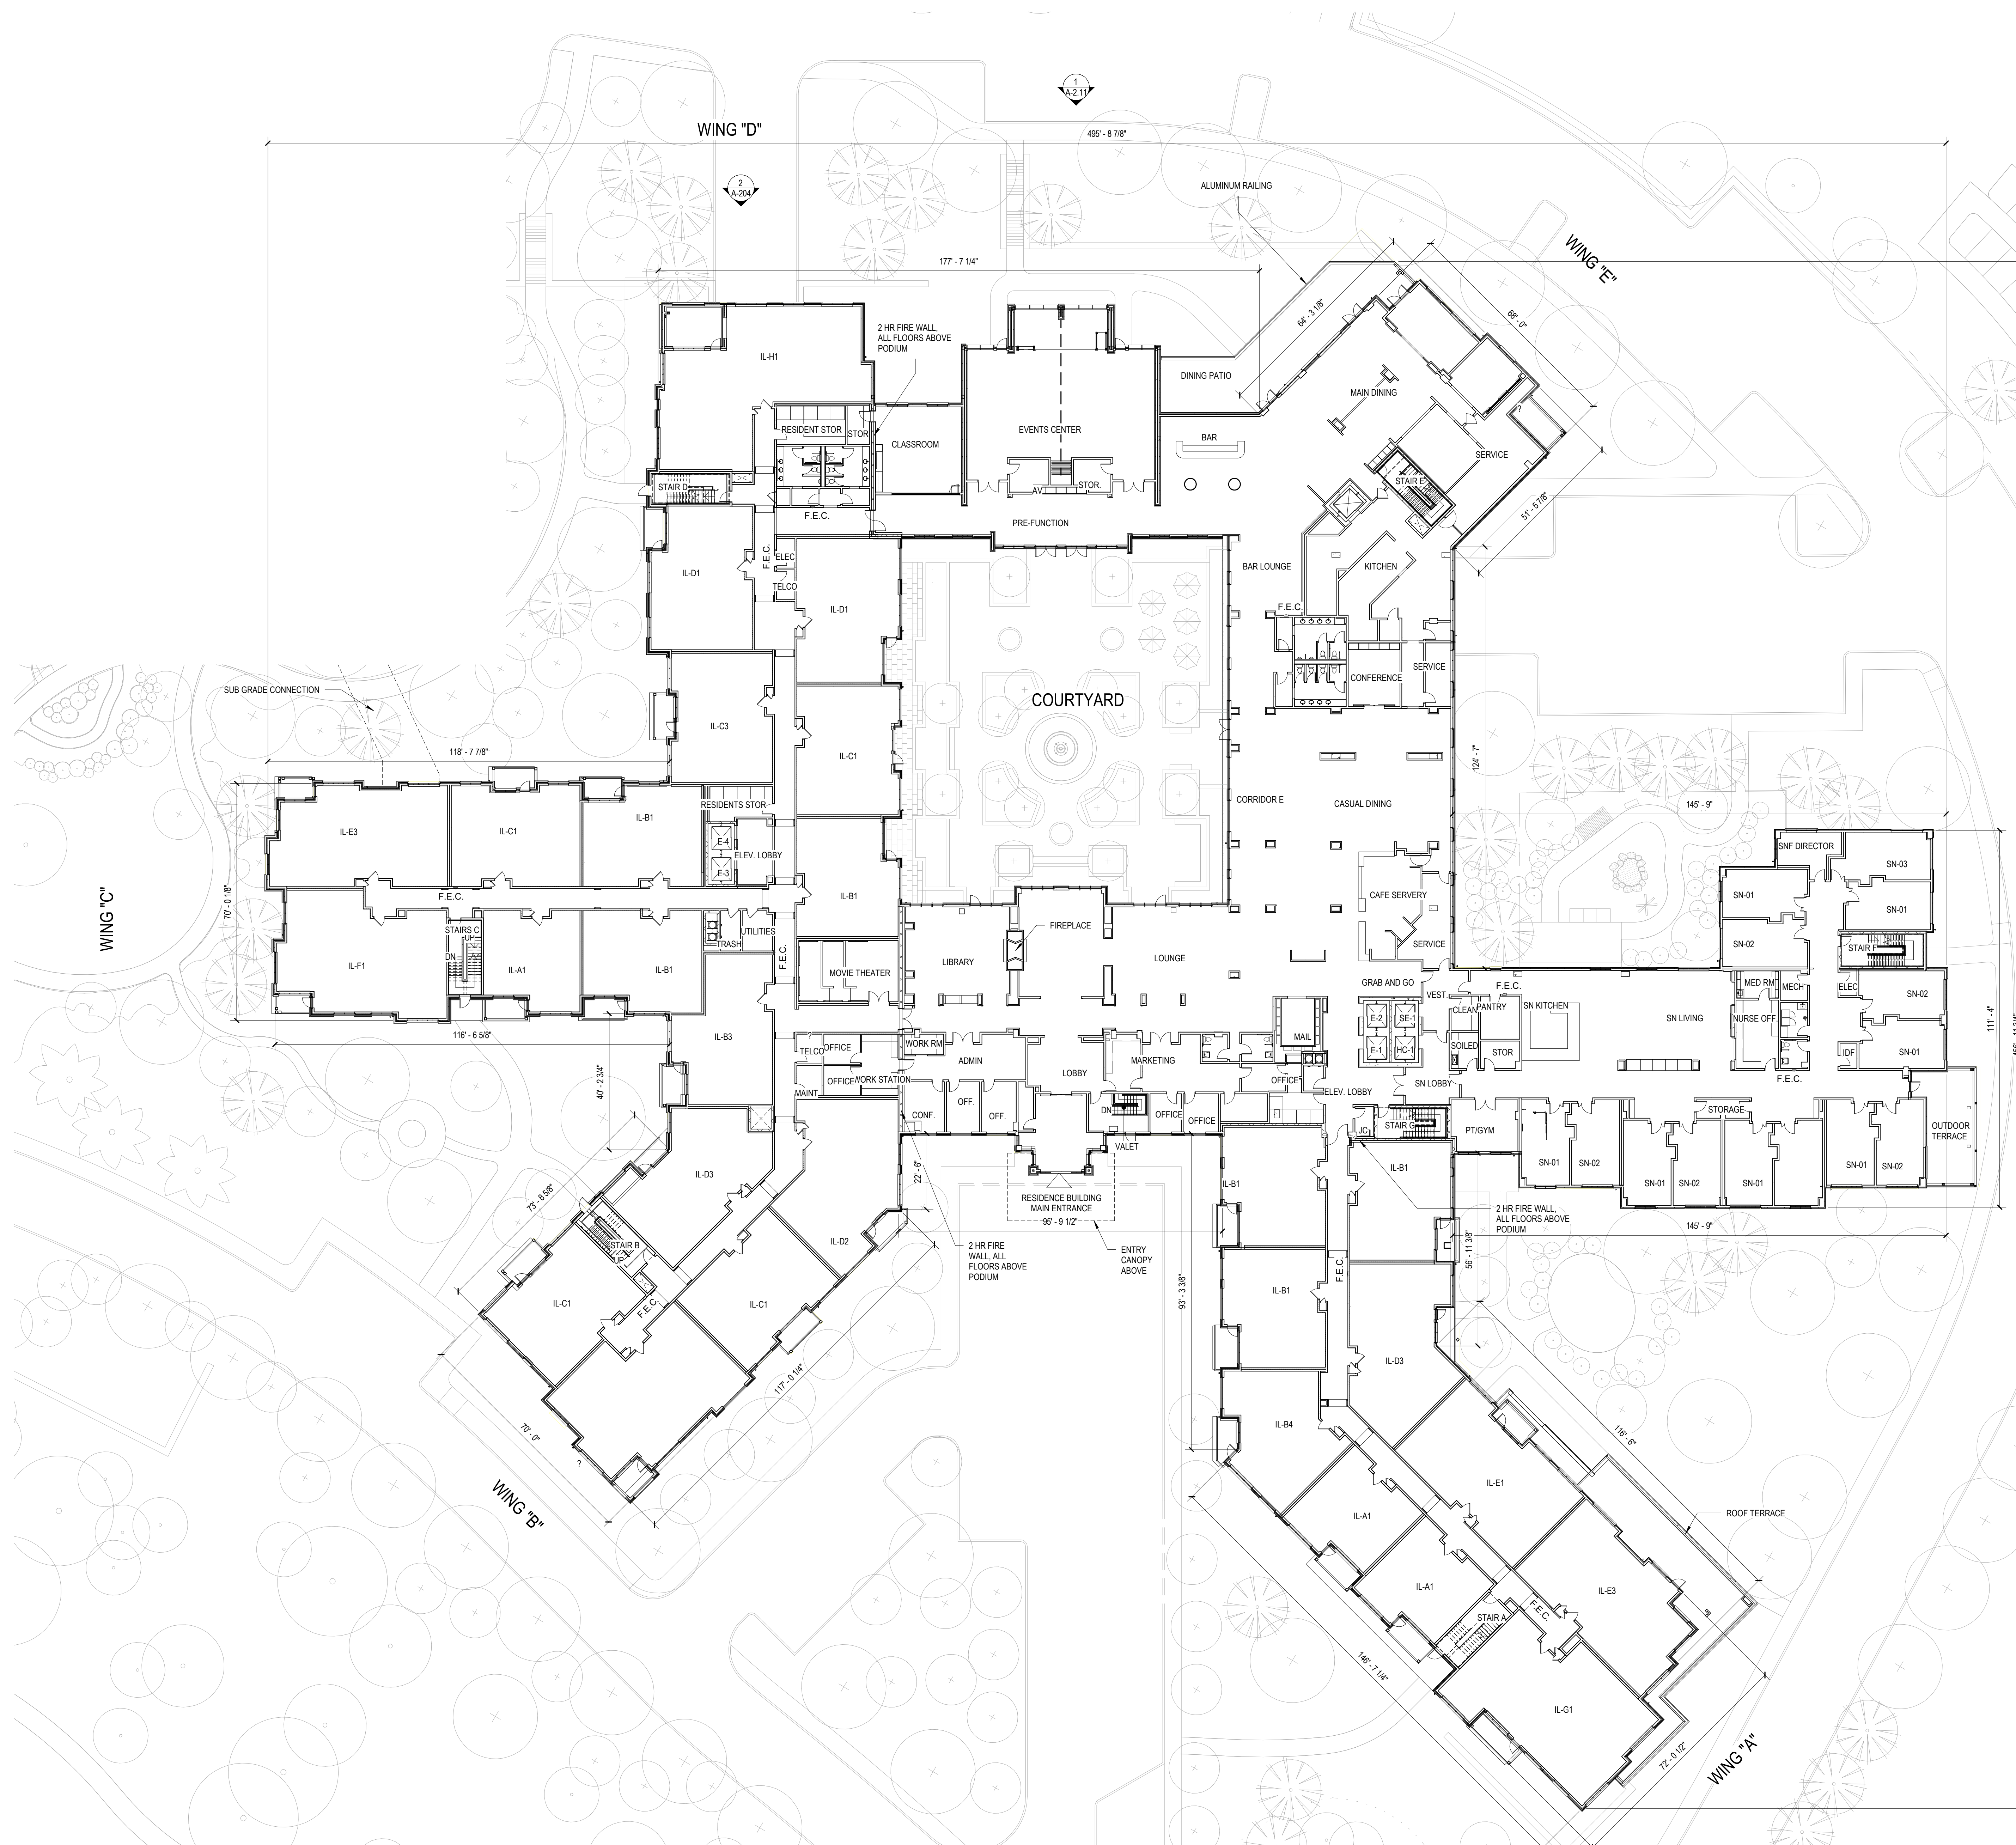 1
A-2.11
WING "D"
495' - 8 7/8"
2
A-204
ALUMINUM RAILING
WING "E"
177' - 7 1/4"
64' - 3 1/8"
68' - 0"
2 HR FIRE WALL,
ALL FLOORS ABOVE
PODIUM
IL-H1
DINING PATIO
MAIN DINING
?
RESIDENT STOR
STOR
CLASSROOM
EVENTS CENTER
BAR
SERVICE
STAIR D
AV
STOR.
STAIR E
51' - 5 7/8"
F.E.C.
PRE-FUNCTION
F.E.C.
ELEC
TELCO
IL-D1
IL-D1
BAR LOUNGE
KITCHEN
F.E.C.
SERVICE
CONFERENCE
SUB GRADE CONNECTION
COURTYARD
IL-C3
118' - 7 7/8"
IL-C1
124' - 7"
RESIDENTS STOR
CORRIDOR E
CASUAL DINING
145' - 9"
IL-E3
IL-C1
IL-B1
E-4
ELEV. LOBBY
E-3
SNF DIRECTOR
SN-03
SN-01
SN-01
CAFE SERVERY
70' - 0 1/8"
WING "C"
F.E.C.
IL-B1
FIREPLACE
STAIRS C
UP
DN
UTILITIES
TRASH
F.E.C.
SERVICE
SN-02
STAIR F
IL-F1
IL-A1
IL-B1
MOVIE THEATER
LIBRARY
LOUNGE
GRAB AND GO
VEST.
F.E.C.
MED RM
MECH
ELEC
SN-02
CLEAN
PANTRY
SN KITCHEN
SN LIVING
NURSE OFF.
111' - 4"
E-2
SE-1
MAIL
116' - 6 5/8"
IL-B3
?
TELCO
OFFICE
WORK RM
ADMIN
MARKETING
E-1
HC-1
SOILED
STOR
IDF
SN-01
LOBBY
OFFICE
WORK STATION
MAINT
OFFICE
ELEV. LOBBY
SN LOBBY
F.E.C.
40' - 2 3/4"
CONF.
OFF.
OFF.
DN
OFFICE
OFFICE
VALET
JC
STAIR G
PT/GYM
STORAGE
OUTDOOR
TERRACE
SN-01
SN-02
SN-01
SN-02
SN-01
SN-01
SN-02
IL-D3
22' - 6"
RESIDENCE BUILDING
MAIN ENTRANCE
95' - 9 1/2"
IL-B1
IL-B1
2 HR FIRE WALL,
ALL FLOORS ABOVE
PODIUM
145' - 9"
73' - 8 5/8"
STAIR B
UP
IL-D2
2 HR FIRE
WALL, ALL
FLOORS ABOVE
PODIUM
ENTRY
CANOPY
ABOVE
56' - 11 3/8"
F.E.C.
IL-C1
F.E.C.
IL-C1
93' - 3 3/8"
IL-B1
IL-D3
117' - 0 1/4"
70' - 0"
?
WING "B"
IL-B4
116' - 6"
IL-E1
IL-A1
ROOF TERRACE
IL-A1
IL-E3
F.E.C.
STAIR A
146' - 7 1/4"
IL-G1
72' - 0 1/2"
WING "A"